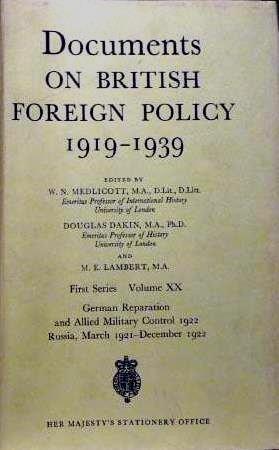 Documents
ON BRITISH
FOREIGN POLICY
1919-1939
EDITED BY
W. N. MEDLICOTT, M.A., D.Lit., D.Litt.
Emeritus Professor of International History
University of London
DOUGLAS DAKIN, M.A., Ph.D.
Emeritus Professor of History
University of London
AND
M. E. LAMBERT, M.A.
First Series Volume XX
German Reparation
and Allied Military Control 1922
Russia, March 1921-December 1922
HER MAJESTY'S STATIONERY OFFICE